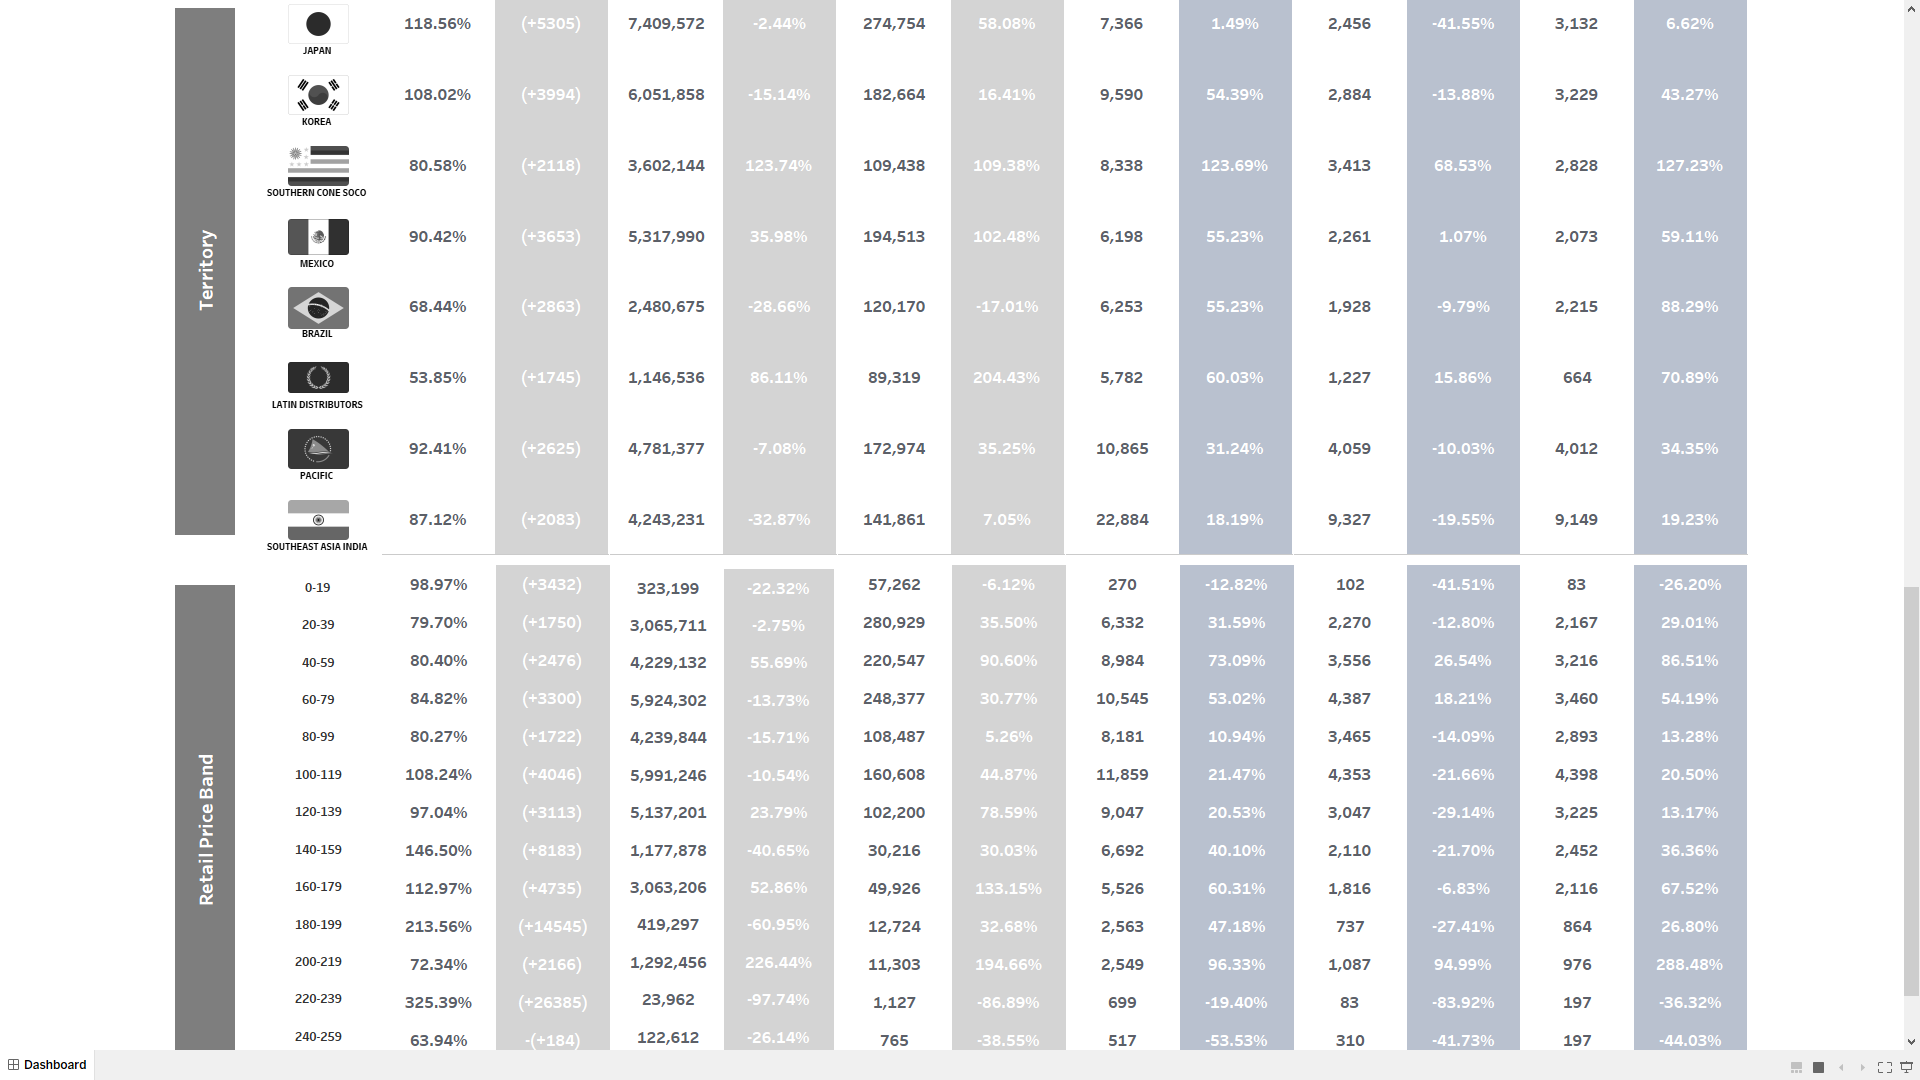 Territory
118.56% (+5305) 7,409,572 -2.44% 274,754 58.08% 7,366 1.49% 2,456 -41.55% 3,132 6.62%
JAPAN
108.02% (+3994) 6,051,858 -15.14% 182,664 16.41% 9,590 54.39% 2,884 -13.88% 3,229 43.27%
KOREA
80.58% (+2118) 3,602,144 123.74% 109,438 109.38% 8,338 123.69% 3,413 68.53% 2,828 127.23%
SOUTHERN CONE SOCO
90.42% (+3653) 5,317,990 35.98% 194,513 102.48% 6,198 55.23% 2,261 1.07% 2,073 59.11%
MEXICO
68.44% (+2863) 2,480,675 -28.66% 120,170 -17.01% 6,253 55.23% 1,928 -9.79% 2,215 88.29%
BRAZIL
53.85% (+1745) 1,146,536 86.11% 89,319 204.43% 5,782 60.03% 1,227 15.86% 664 70.89%
LATIN DISTRIBUTORS
92.41% (+2625) 4,781,377 -7.08% 172,974 35.25% 10,865 31.24% 4,059 -10.03% 4,012 34.35%
PACIFIC
87.12% (+2083) 4,243,231 -32.87% 141,861 7.05% 22,884 18.19% 9,327 -19.55% 9,149 19.23%
SOUTHEAST ASIA INDIA
Retail Price Band
0-19 98.97% (+3432) 323,199 -22.32% 57,262 -6.12% 270 -12.82% 102 -41.51% 83 -26.20%
20-39 79.70% (+1750) 3,065,711 -2.75% 280,929 35.50% 6,332 31.59% 2,270 -12.80% 2,167 29.01%
40-59 80.40% (+2476) 4,229,132 55.69% 220,547 90.60% 8,984 73.09% 3,556 26.54% 3,216 86.51%
60-79 84.82% (+3300) 5,924,302 -13.73% 248,377 30.77% 10,545 53.02% 4,387 18.21% 3,460 54.19%
80-99 80.27% (+1722) 4,239,844 -15.71% 108,487 5.26% 8,181 10.94% 3,465 -14.09% 2,893 13.28%
100-119 108.24% (+4046) 5,991,246 -10.54% 160,608 44.87% 11,859 21.47% 4,353 -21.66% 4,398 20.50%
120-139 97.04% (+3113) 5,137,201 23.79% 102,200 78.59% 9,047 20.53% 3,047 -29.14% 3,225 13.17%
140-159 146.50% (+8183) 1,177,878 -40.65% 30,216 30.03% 6,692 40.10% 2,110 -21.70% 2,452 36.36%
160-179 112.97% (+4735) 3,063,206 52.86% 49,926 133.15% 5,526 60.31% 1,816 -6.83% 2,116 67.52%
180-199 213.56% (+14545) 419,297 -60.95% 12,724 32.68% 2,563 47.18% 737 -27.41% 864 26.80%
200-219 72.34% (+2166) 1,292,456 226.44% 11,303 194.66% 2,549 96.33% 1,087 94.99% 976 288.48%
220-239 325.39% (+26385) 23,962 -97.74% 1,127 -86.89% 699 -19.40% 83 -83.92% 197 -36.32%
240-259 63.94% -(+184) 122,612 -26.14% 765 -38.55% 517 -53.53% 310 -41.73% 197 -44.03%
Dashboard